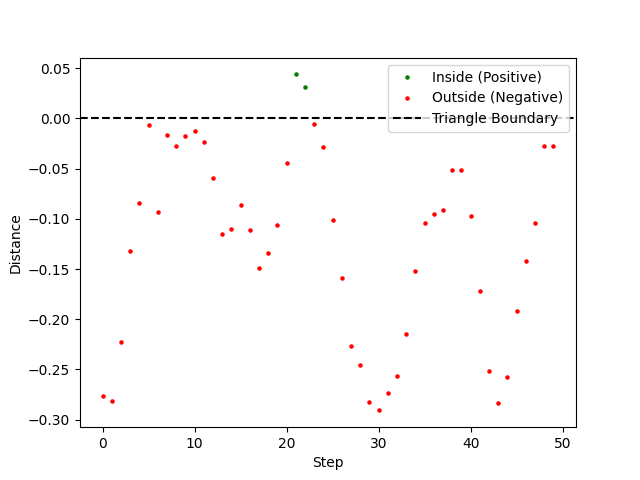 0.05
0.00
−0.05
−0.10
−0.15
−0.20
−0.25
−0.30
Distance
Inside (Positive)
Outside (Negative)
Triangle Boundary
0 10 20 30 40 50
Step